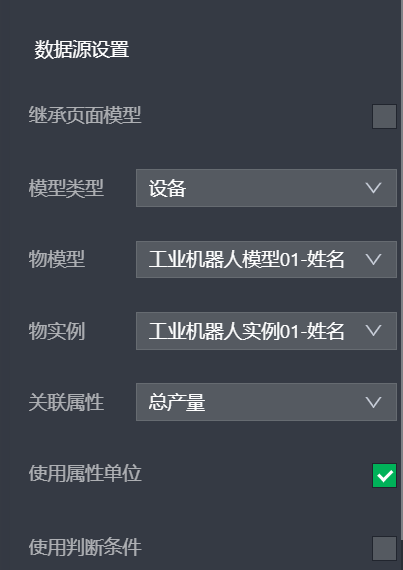 数据源设置
继承页面模型
模型类型 设备
物模型 工业机器人模型01-姓名
物实例 工业机器人实例01-姓名
关联属性 总产量
使用属性单位
使用判断条件